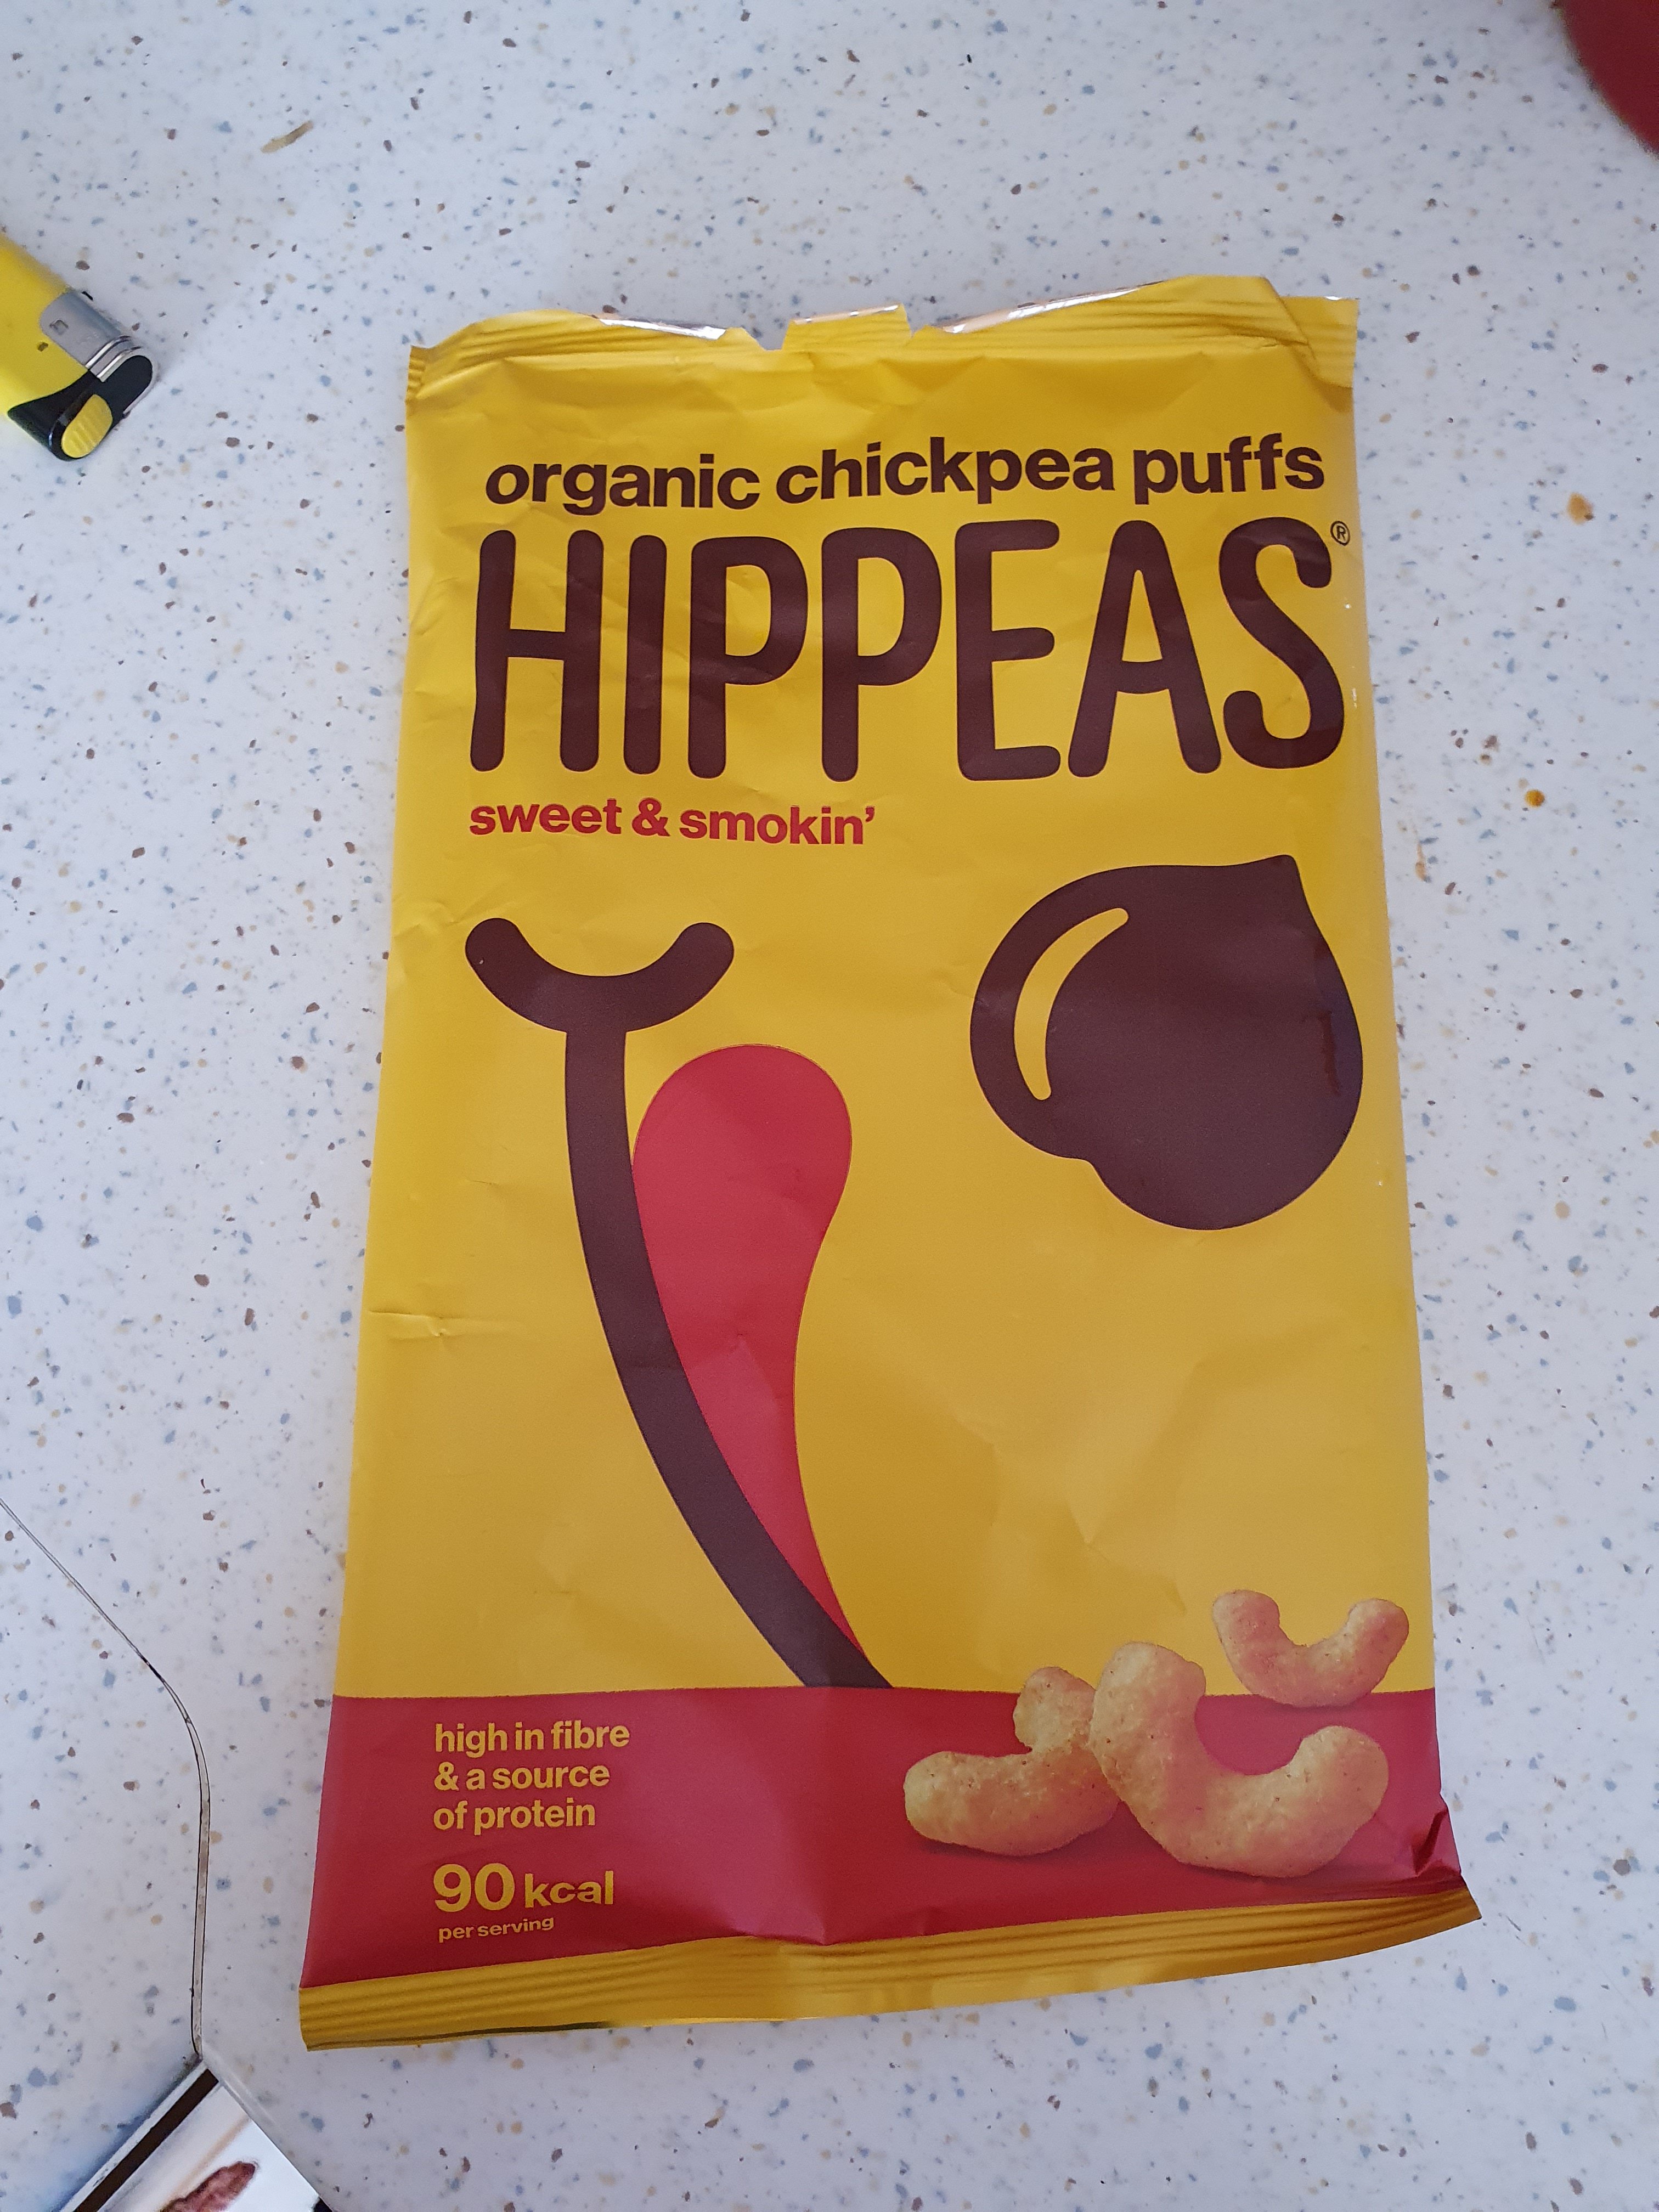 organic chickpea puffs
HIPPEAS®
sweet & smokin’
high in fibre
& a source
of protein
90 kcal
per serving